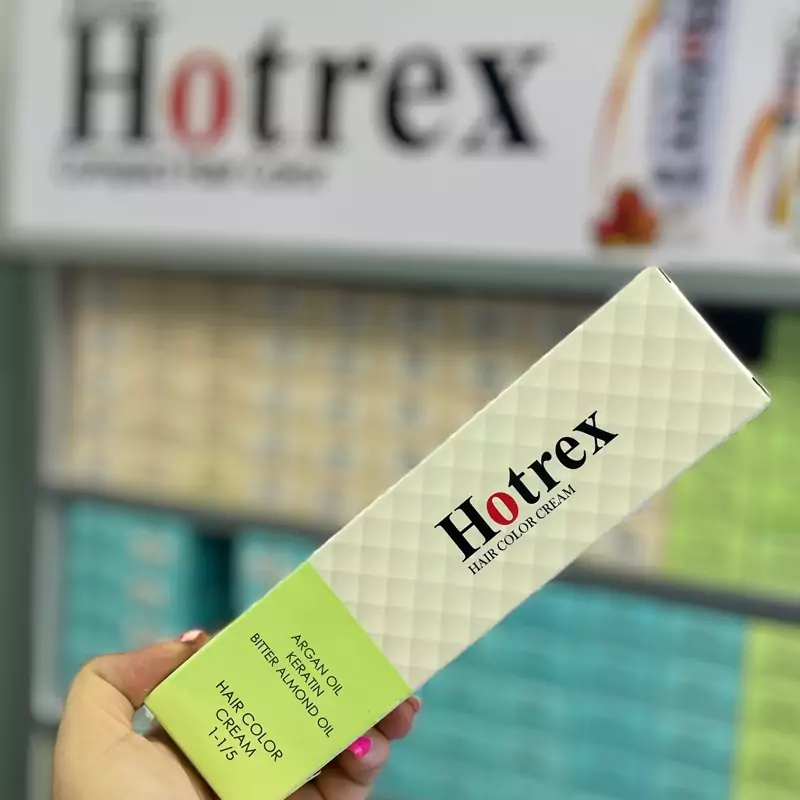 Hotrex
Hotrex
HAIR COLOR CREAM
ARGAN OIL
KERATIN
BITTER ALMOND OIL
HAIR COLOR
CREAM
1-1/5